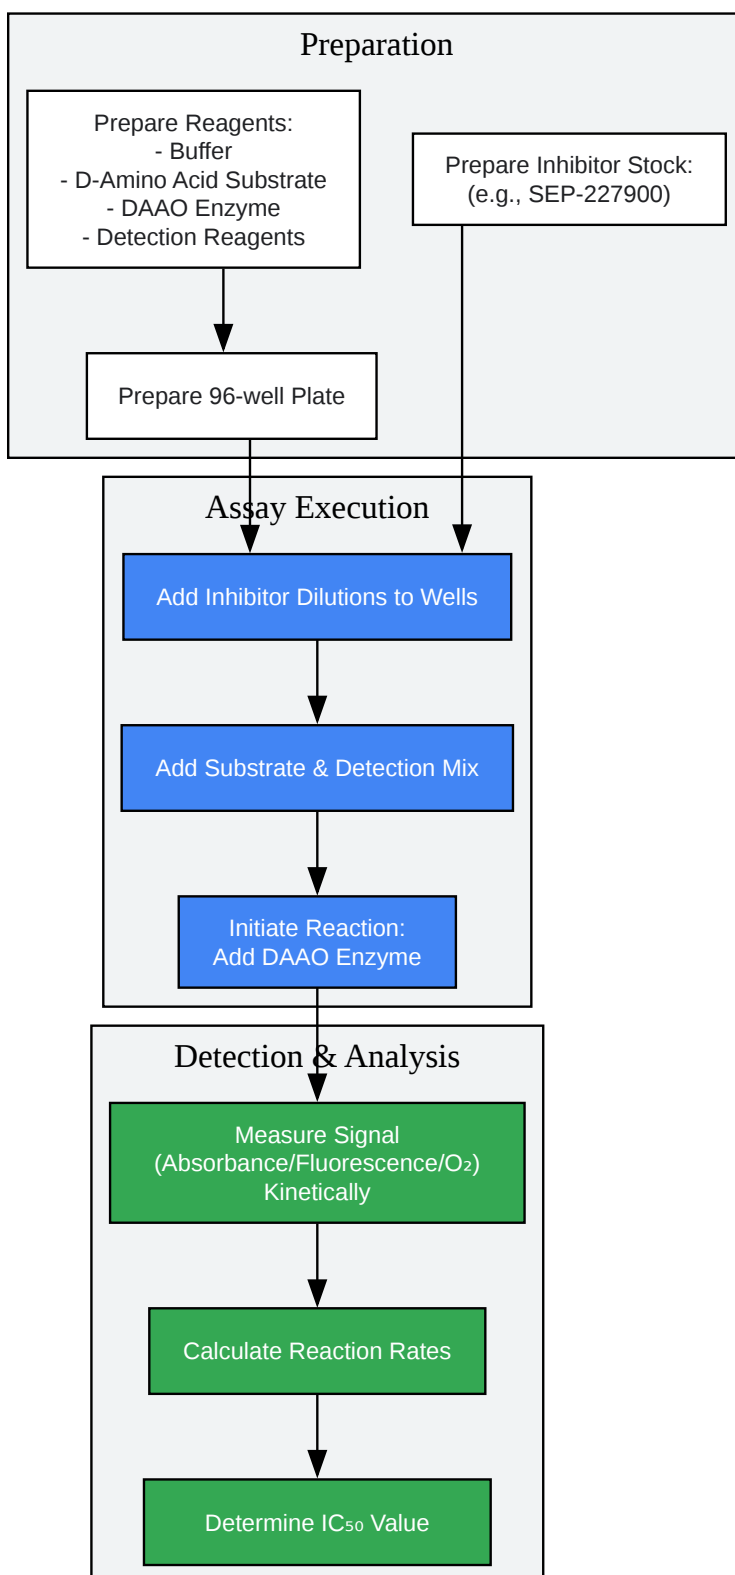 Preparation
Prepare Reagents:
- Buffer
- D-Amino Acid Substrate
- DAAO Enzyme
- Detection Reagents
Prepare Inhibitor Stock:
(e.g., SEP-227900)
Prepare 96-well Plate
Assay Execution
Add Inhibitor Dilutions to Wells
Add Substrate & Detection Mix
Initiate Reaction:
Add DAAO Enzyme
Detection & Analysis
Measure Signal
(Absorbance/Fluorescence/O₂)
Kinetically
Calculate Reaction Rates
Determine IC₅₀ Value